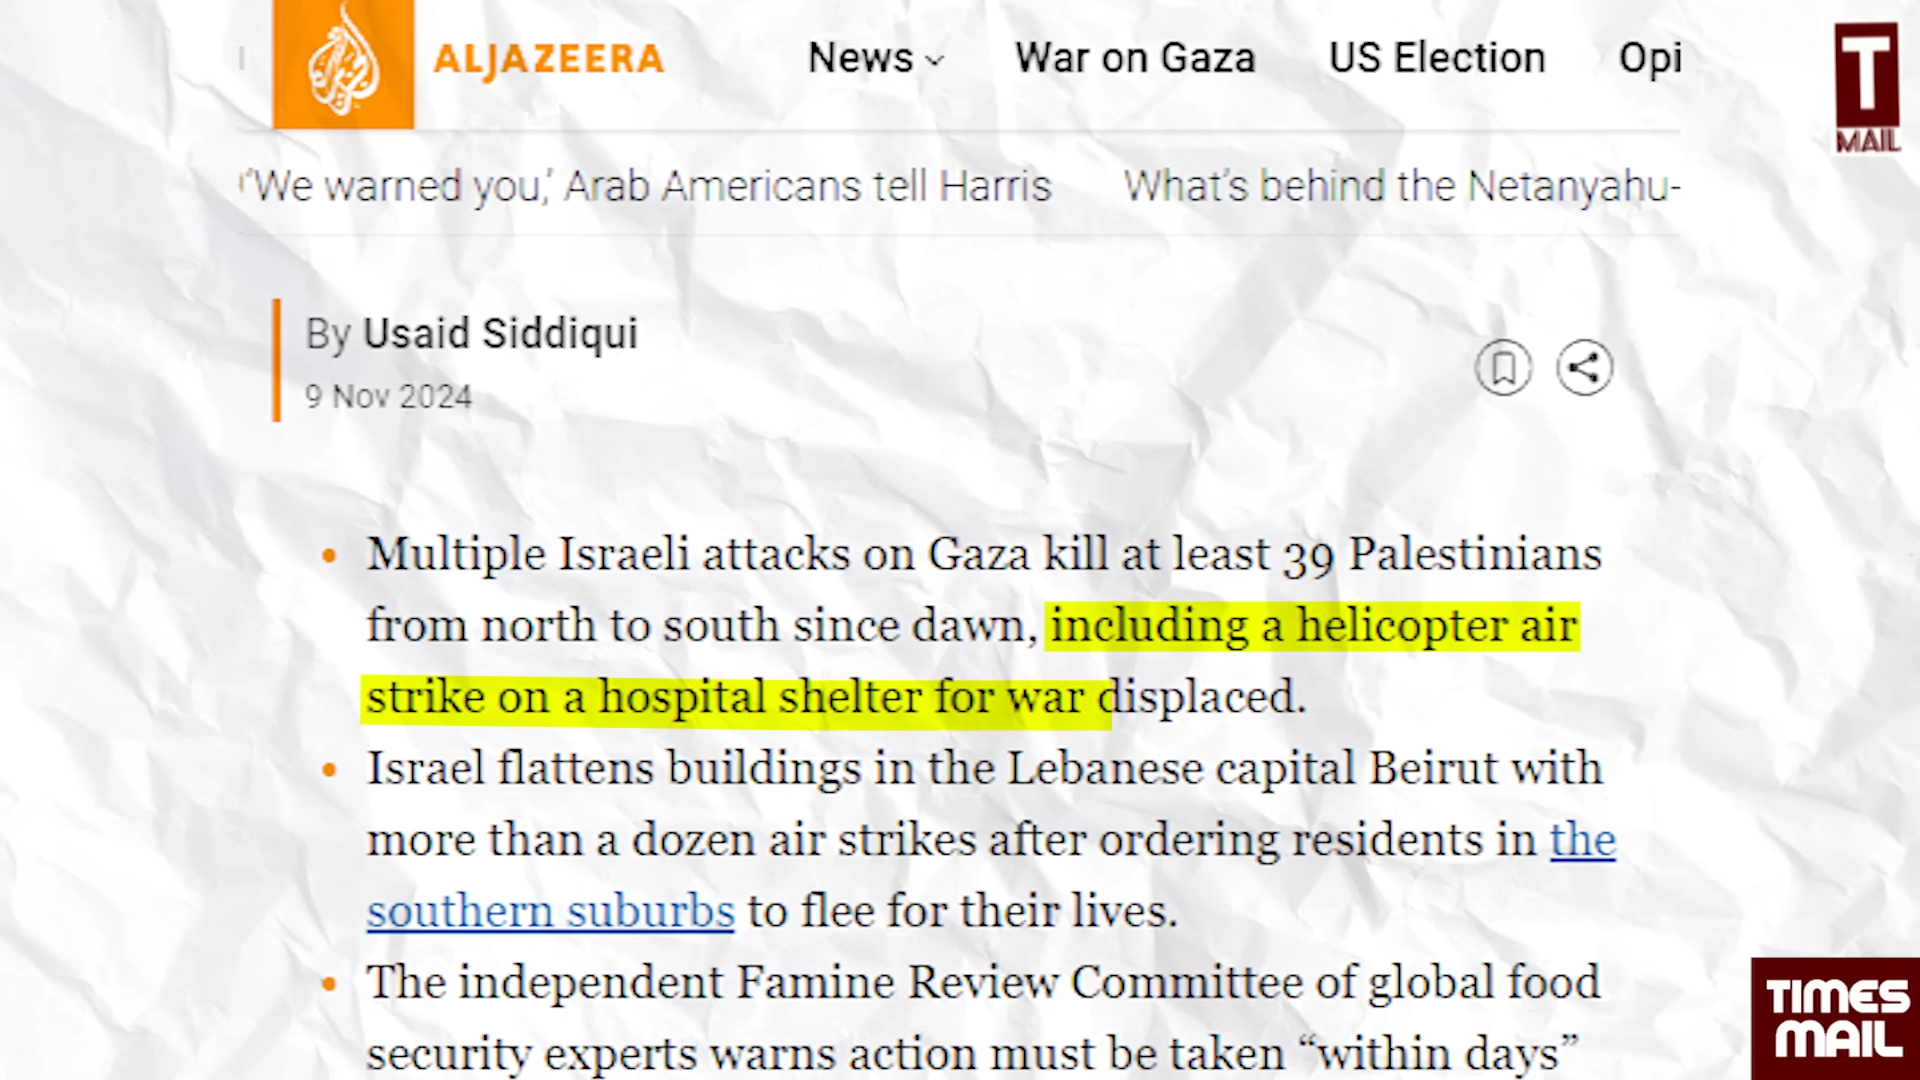 ALJAZEERA
News
War on Gaza
US Election
Opi
T
MAIL
'We warned you,' Arab Americans tell Harris
What's behind the Netanyahu-
By Usaid Siddiqui
9 Nov 2024
Multiple Israeli attacks on Gaza kill at least 39 Palestinians
from north to south since dawn, including a helicopter air
strike on a hospital shelter for war displaced.
Israel flattens buildings in the Lebanese capital Beirut with
more than a dozen air strikes after ordering residents in the
southern suburbs to flee for their lives.
The independent Famine Review Committee of global food
security experts warns action must be taken “within days”
TIMES
MAIL